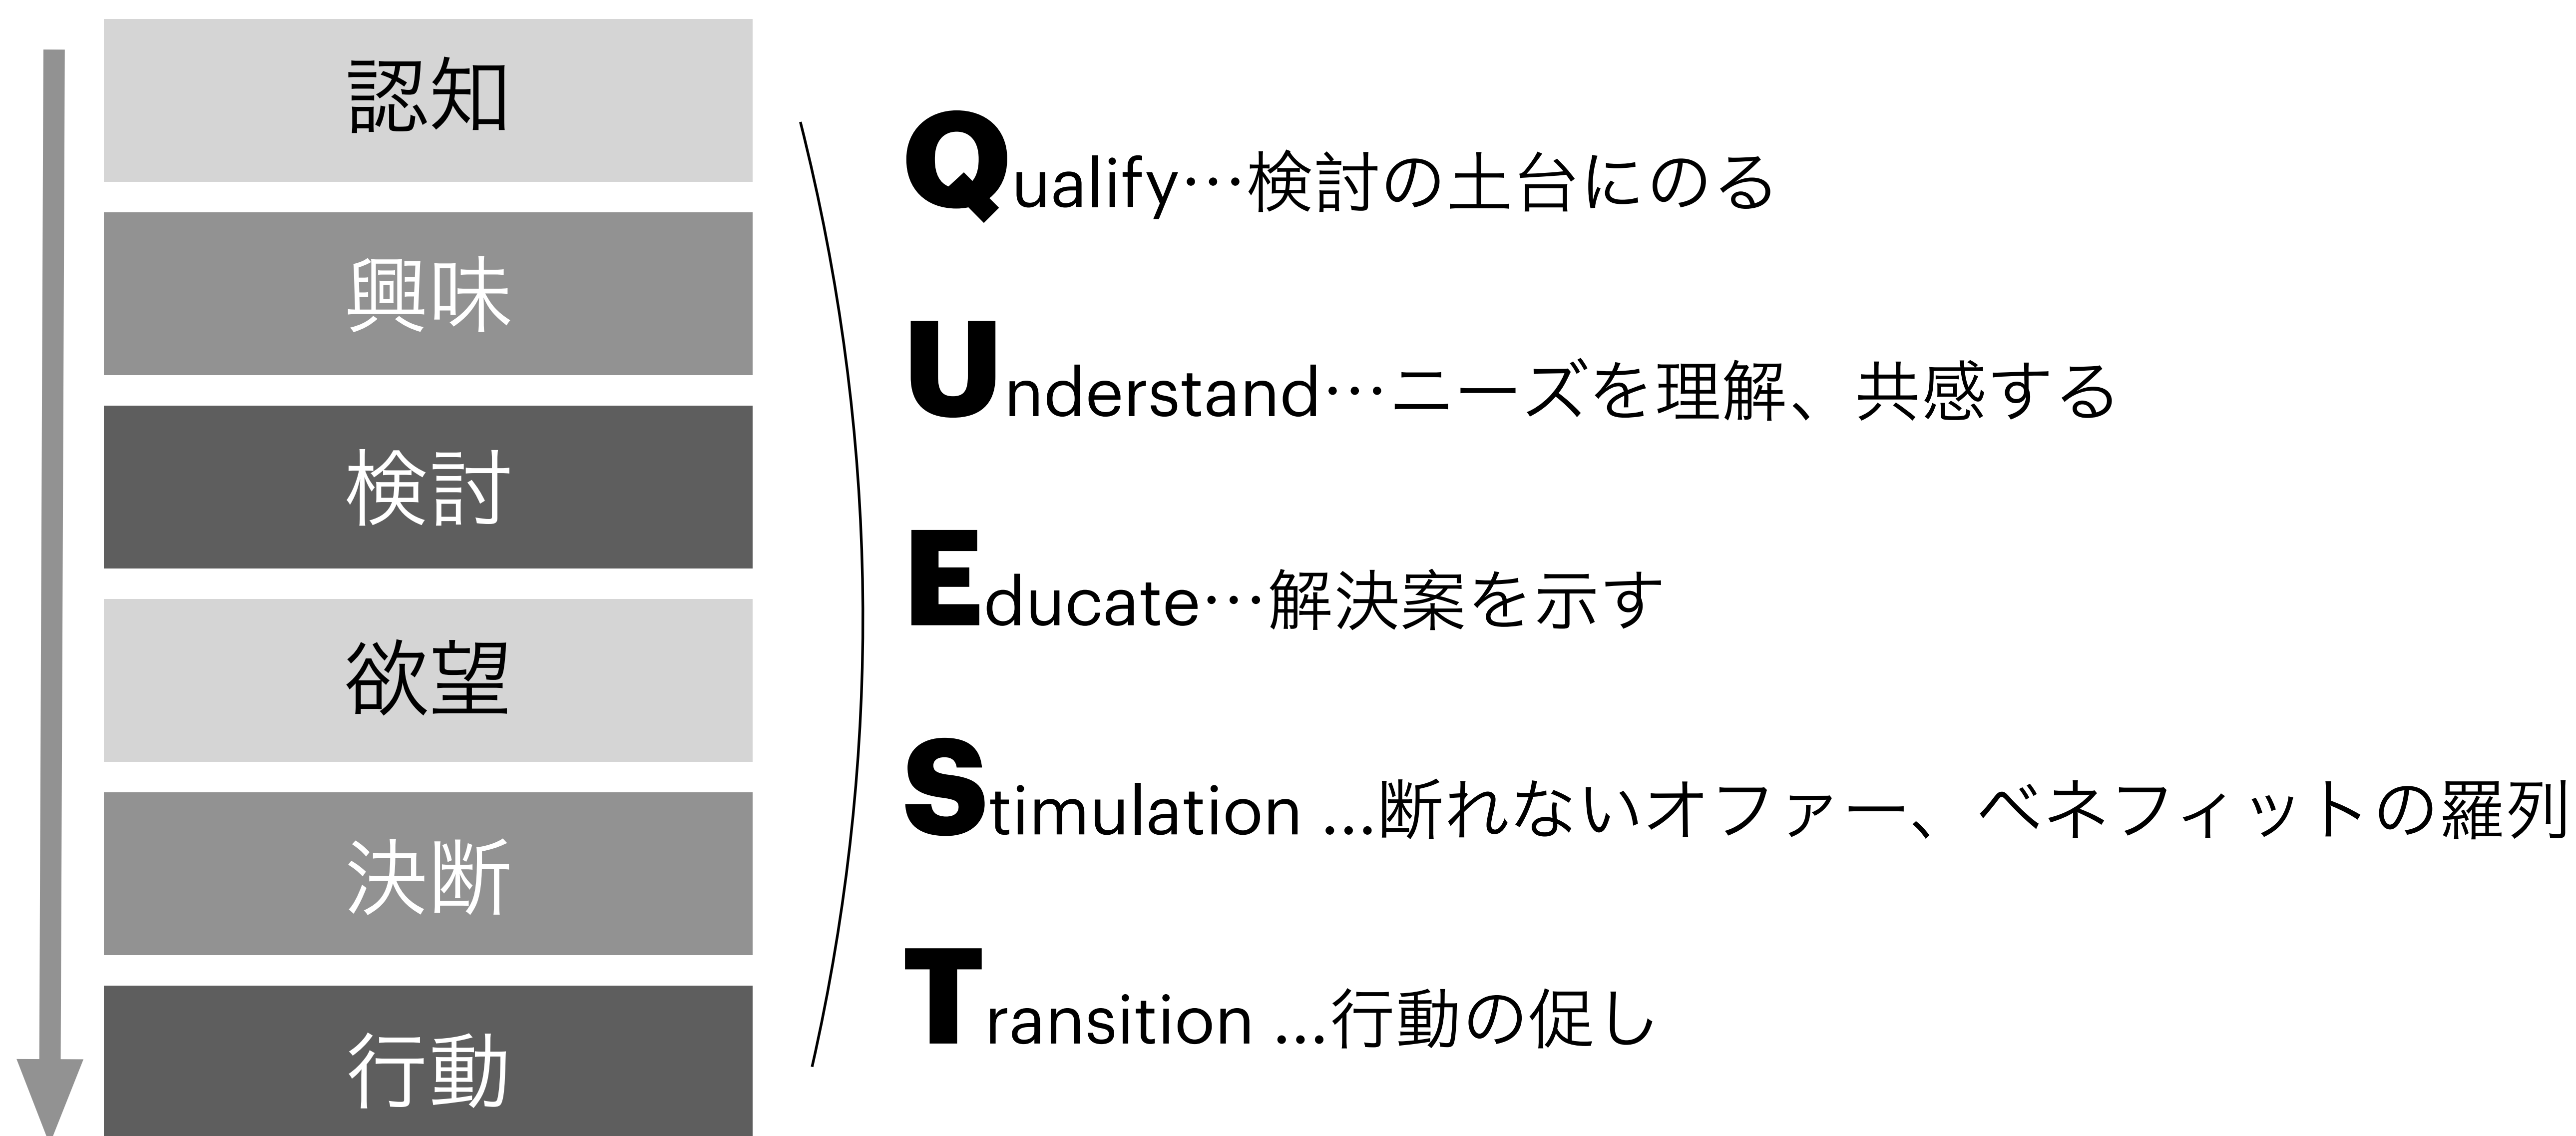 認知
興味
検討
欲望
決断
行動
Qualify…検討の土台にのる
Understand…ニーズを理解、共感する
Educate…解決案を示す
Stimulation ...断れないオファー、ベネフィットの羅列
Transition ...行動の促し